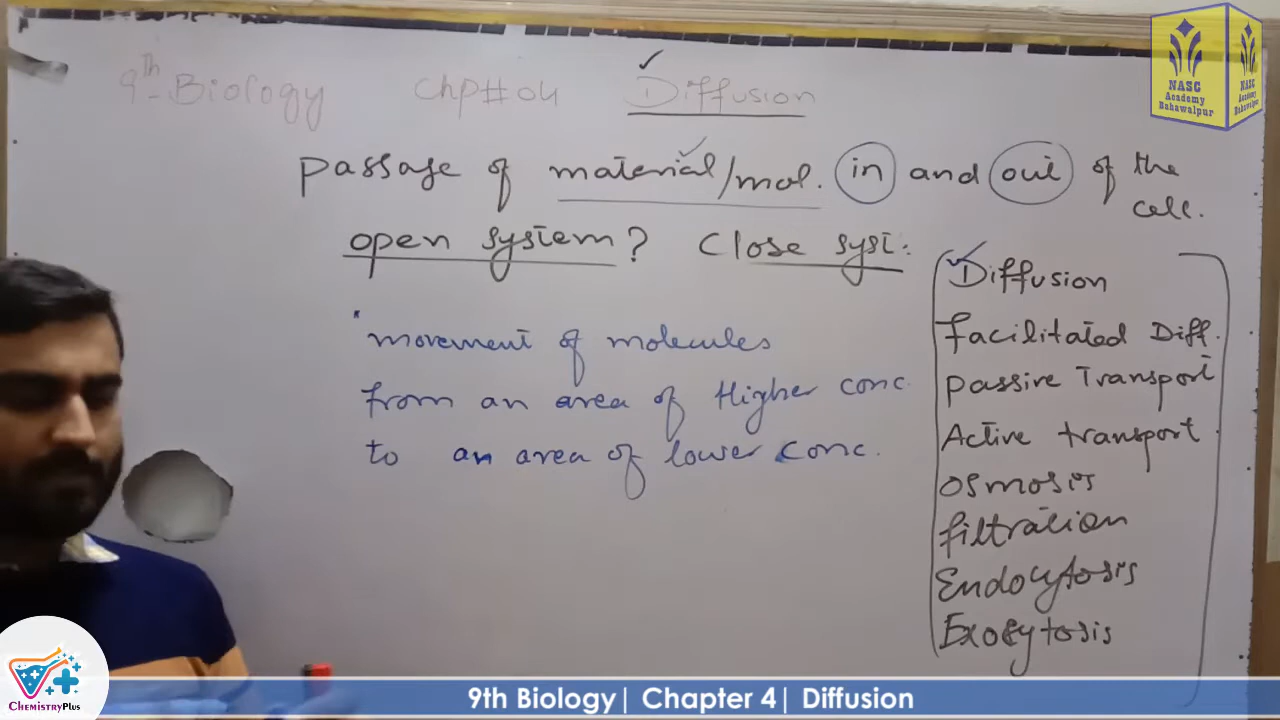 9th Biology ChP#04 Diffusion
NASG
Academy
Bahawalpur
NASG
Academy
Bahawalpur
Passage of material/mol. in and out of the
cell.
open system? Close syst:
Diffusion
Facilitated Diff.
Passive Transport
Active transport
Osmosis
filtration
Endocytosis
Exocytosis
movement of molecules
from an area of Higher conc.
to an area of lower conc.
ChemistryPlus
9th Biology| Chapter 4| Diffusion